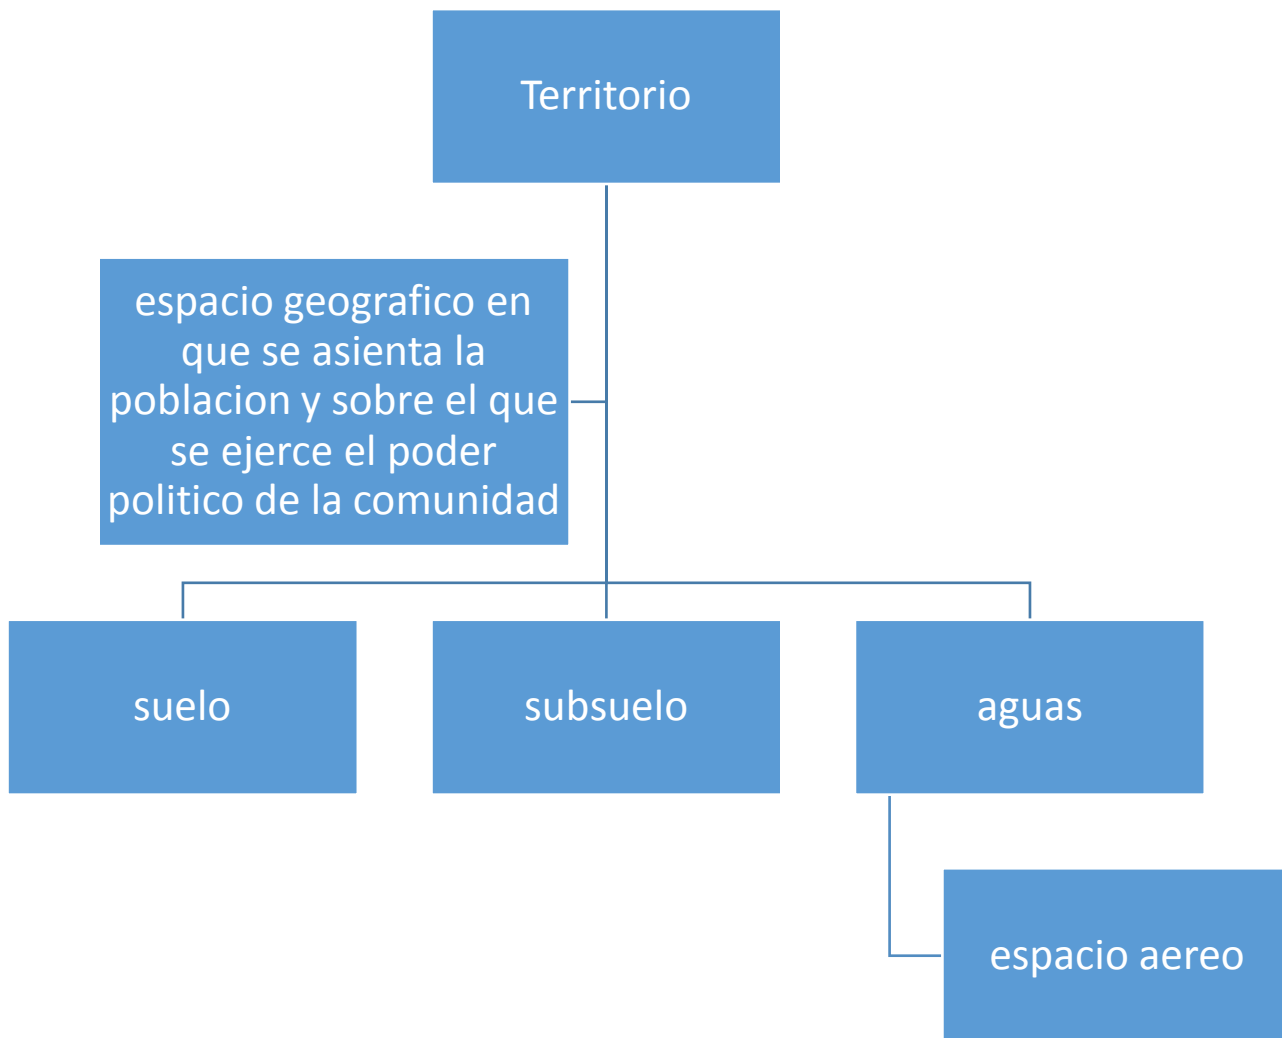 Territorio
espacio geografico en
que se asienta la
poblacion y sobre el que
se ejerce el poder
politico de la comunidad
suelo
subsuelo
aguas
espacio aereo